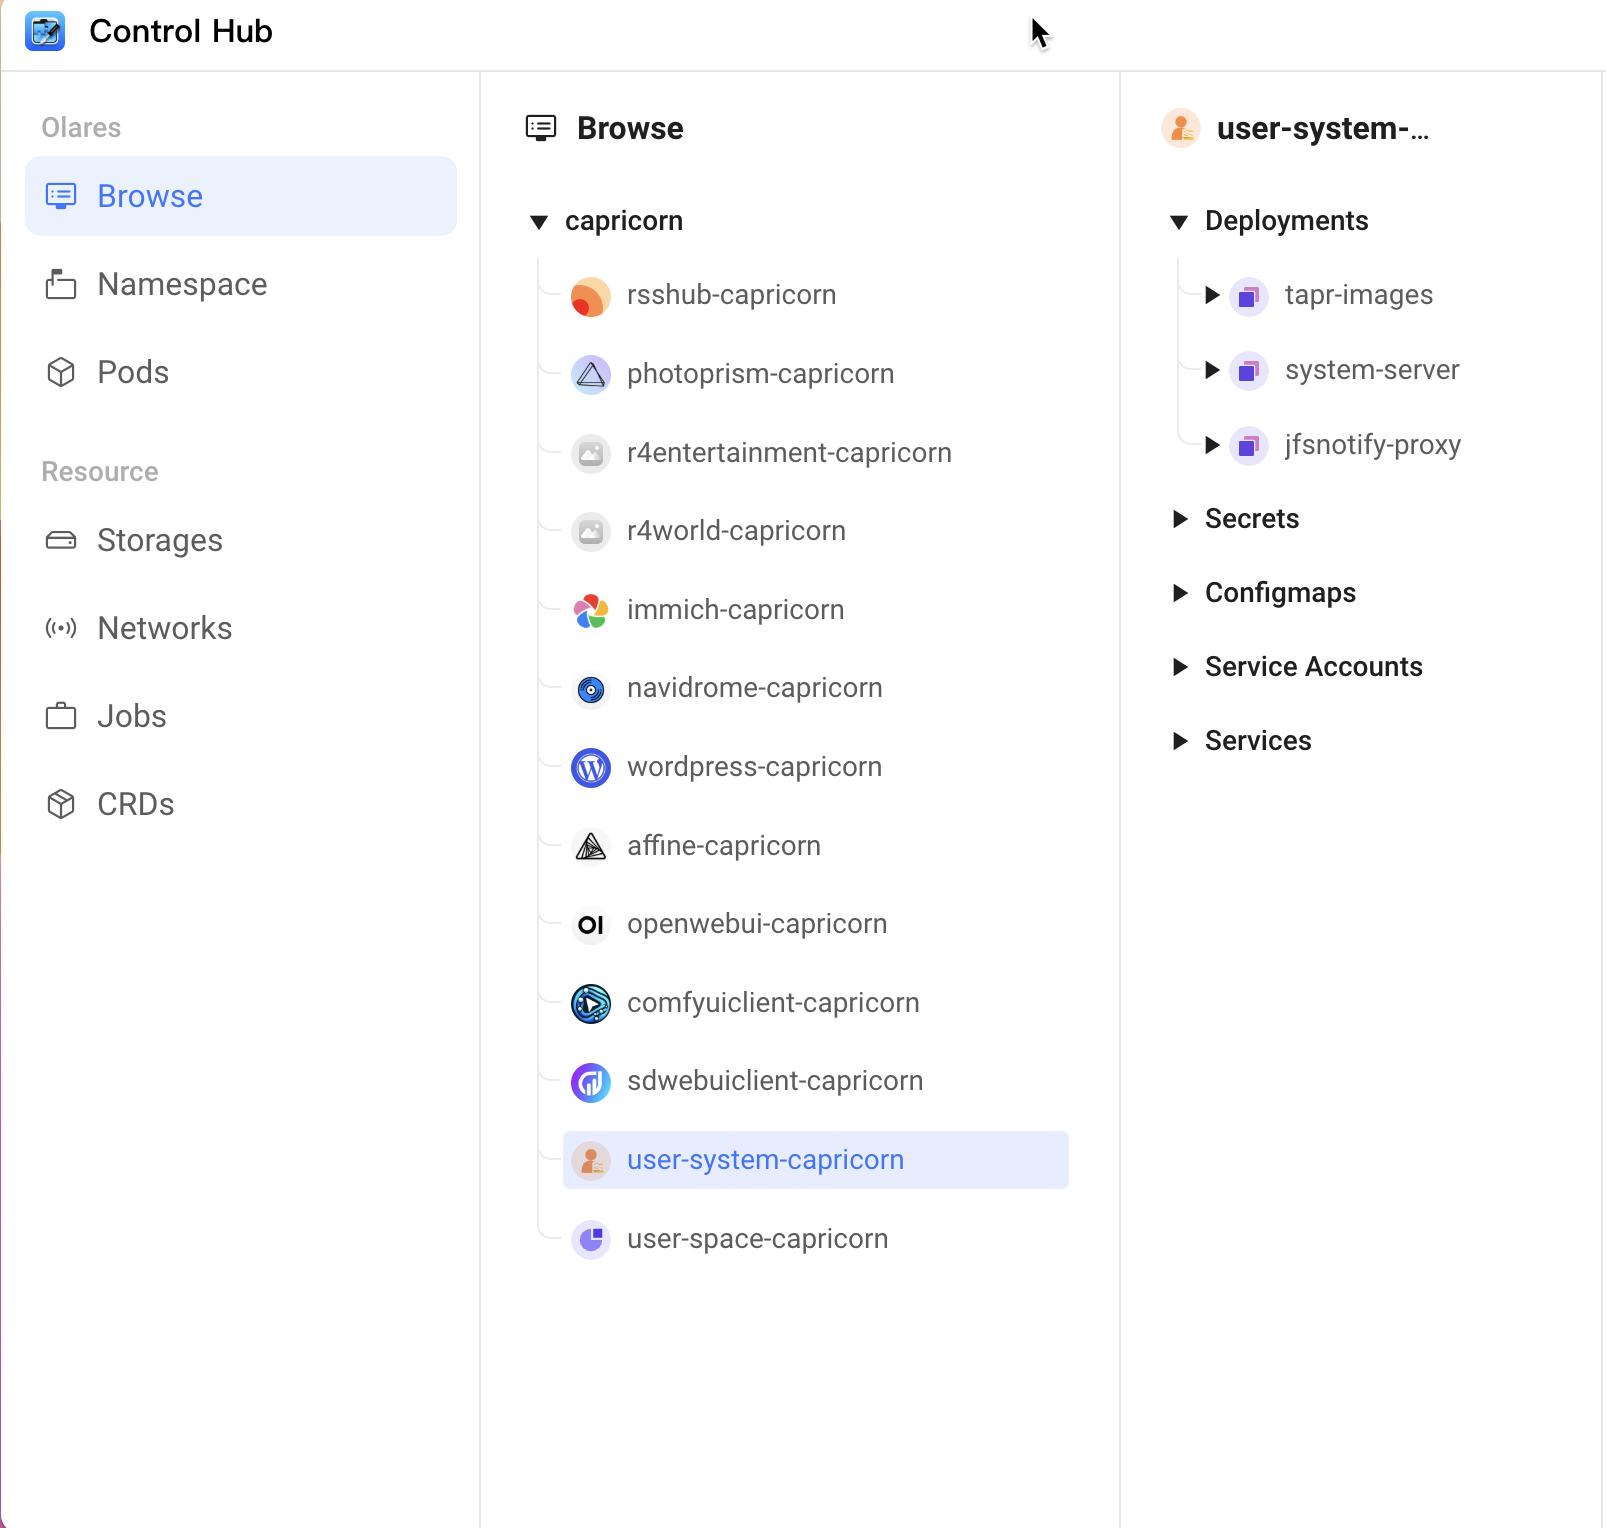 Control Hub
Olares
Browse
Namespace
Pods
Resource
Storages
Networks
Jobs
CRDs
Browse
capricorn
rsshub-capricorn
photoprism-capricorn
r4entertainment-capricorn
r4world-capricorn
immich-capricorn
navidrome-capricorn
wordpress-capricorn
affine-capricorn
openwebui-capricorn
comfyuiclient-capricorn
sdwebuiclient-capricorn
user-system-capricorn
user-space-capricorn
user-system-...
Deployments
tapr-images
system-server
jfsnotify-proxy
Secrets
Configmaps
Service Accounts
Services